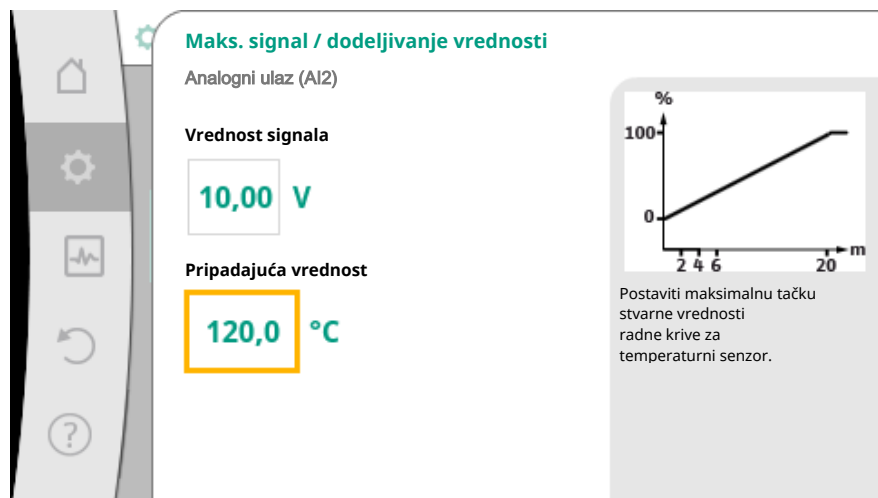 Maks. signal / dodeljivanje vrednosti
Analogni ulaz (AI2)
Vrednost signala
10,00 V
Pripadajuća vrednost
120,0 °C
%
100
0
2 4 6 20 m
Postaviti maksimalnu tačku
stvarne vrednosti
radne krive za
temperaturni senzor.
?